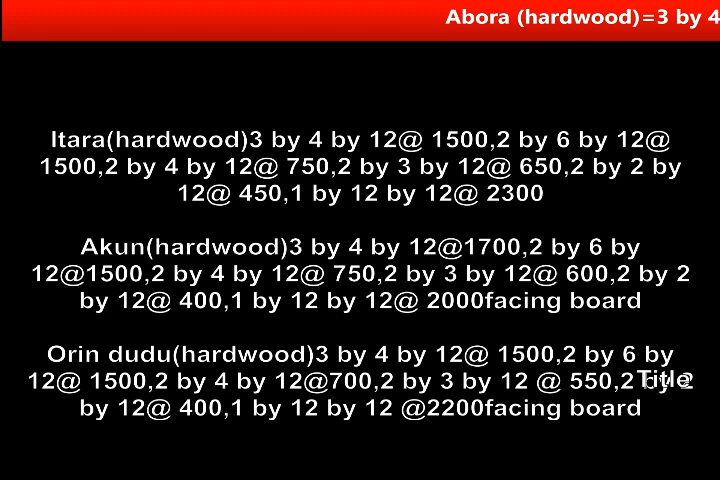 Abora (hardwood)=3 by 4
Itara(hardwood)3 by 4 by 12@ 1500,2 by 6 by 12@
1500,2 by 4 by 12@ 750,2 by 3 by 12@ 650,2 by 2 by
12@ 450,1 by 12 by 12@ 2300
Akun(hardwood)3 by 4 by 12@1700,2 by 6 by
12@1500,2 by 4 by 12@ 750,2 by 3 by 12@ 600,2 by 2
by 12@ 400,1 by 12 by 12@ 2000facing board
Orin dudu(hardwood)3 by 4 by 12@ 1500,2 by 6 by
12@ 1500,2 by 4 by 12@700,2 by 3 by 12 @ 550,2 by 2
Title
by 12@ 400,1 by 12 by 12 @2200facing board